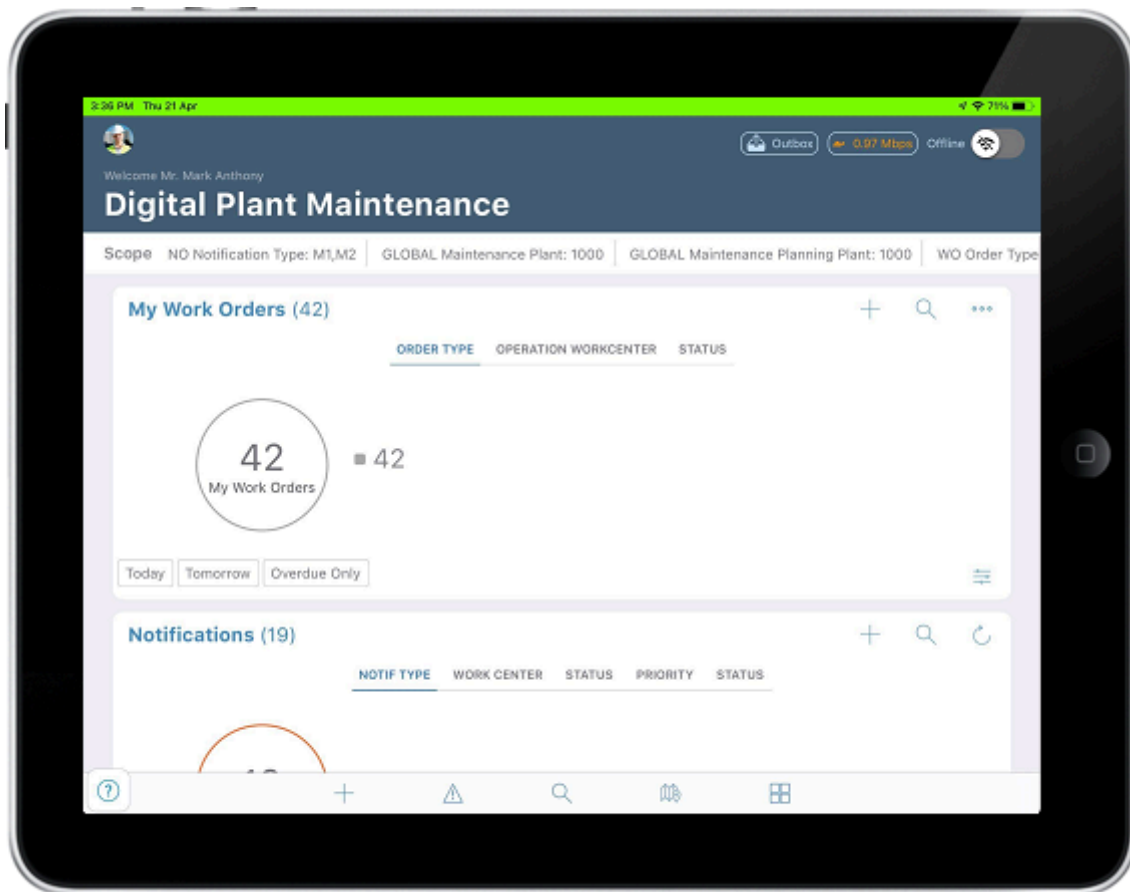 3:36 PM Thu 21 Apr 71%
Outbox 0.97 Mbps Offline
Welcome Mr. Mark Anthony
Digital Plant Maintenance
Scope NO Notification Type: M1,M2 GLOBAL Maintenance Plant: 1000 GLOBAL Maintenance Planning Plant: 1000 WO Order Type
My Work Orders (42)
ORDER TYPE OPERATION WORKCENTER STATUS
42 42
My Work Orders
Today Tomorrow Overdue Only
Notifications (19)
NOTIF TYPE WORK CENTER STATUS PRIORITY STATUS